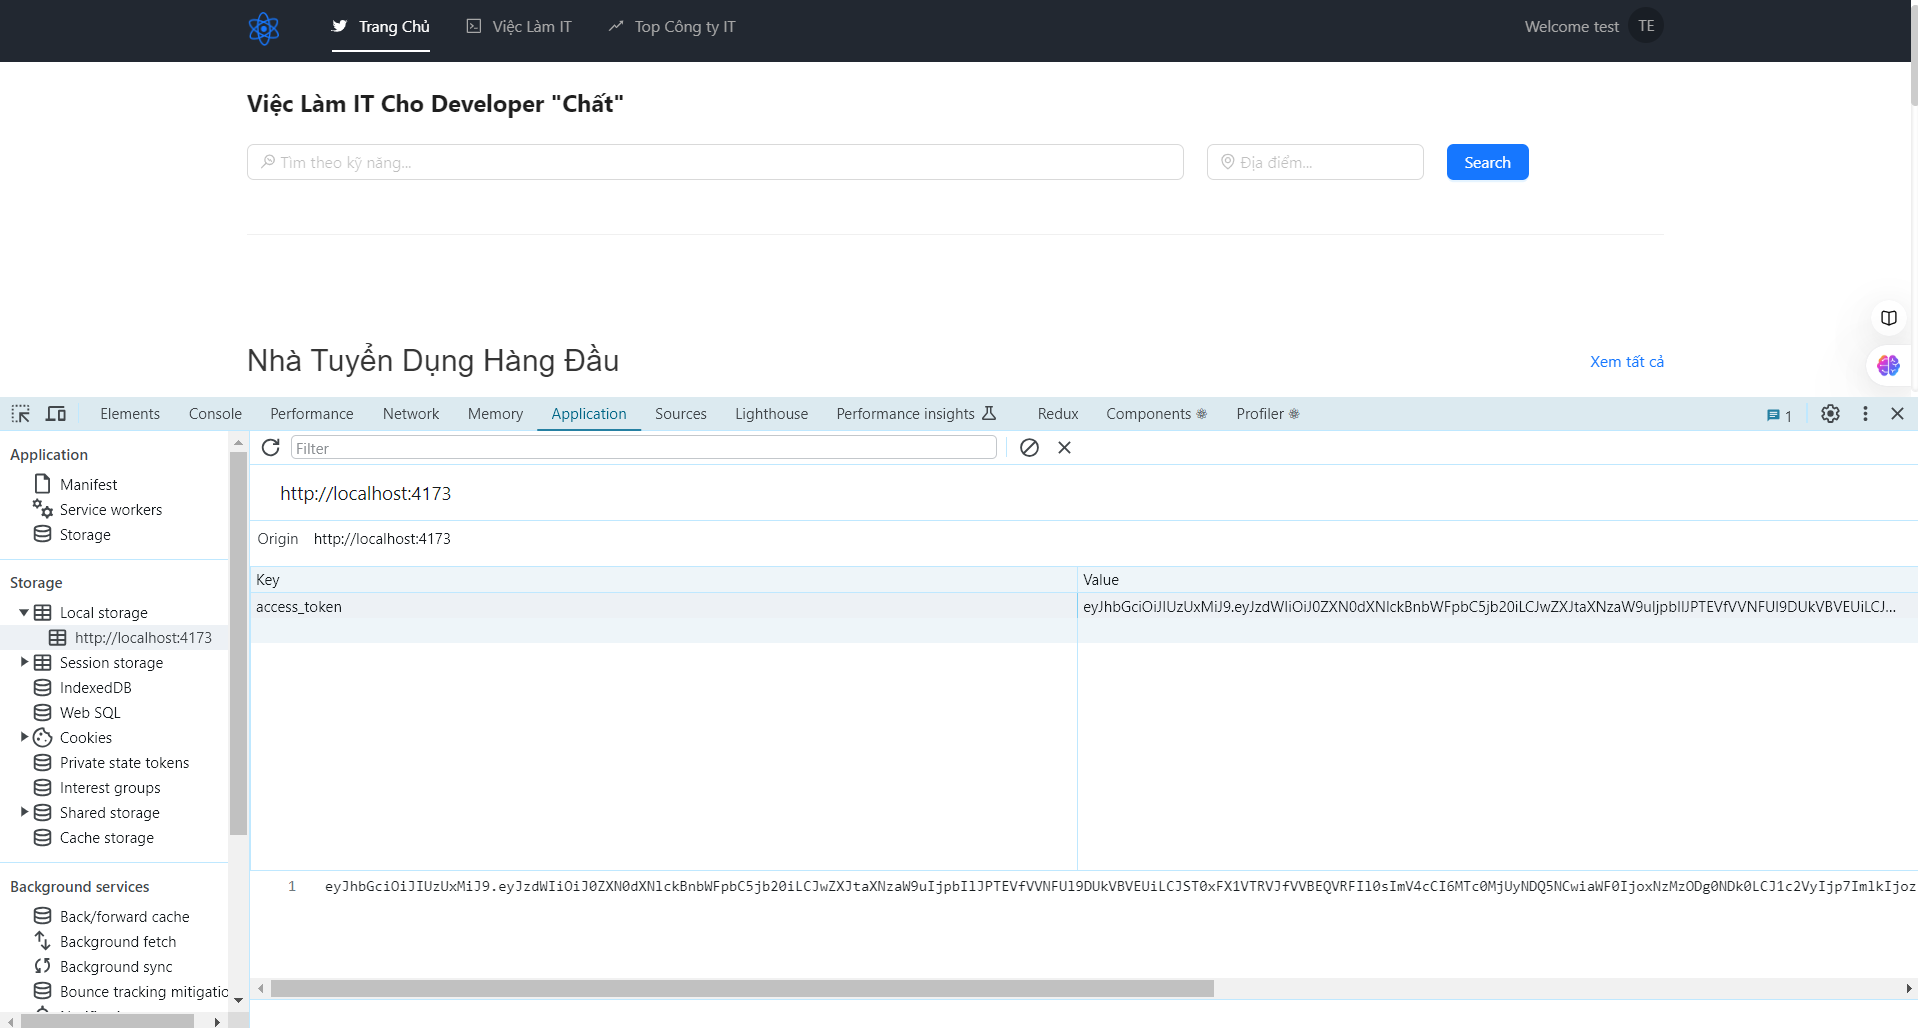 Trang Chủ
Việc Làm IT
Top Công ty IT
Welcome test
TE
Việc Làm IT Cho Developer "Chất"
Tìm theo kỹ năng...
Địa điểm...
Search
Nhà Tuyển Dụng Hàng Đầu
Xem tất cả
Elements
Console
Performance
Network
Memory
Application
Sources
Lighthouse
Performance insights
Redux
Components
Profiler
1
Application
Manifest
Service workers
Storage
Storage
Local storage
http://localhost:4173
Session storage
IndexedDB
Web SQL
Cookies
Private state tokens
Interest groups
Shared storage
Cache storage
Background services
Back/forward cache
Background fetch
Background sync
Bounce tracking mitigatio
Filter
http://localhost:4173
Origin http://localhost:4173
Key Value
access_token eyJhbGciOiJIUzUxMiJ9.eyJzdWIiOiJ0ZXN0dXNlckBnbWFpbC5jb20iLCJwZXJtaXNzaW9uIjpbIlJPTEVfVVNFUl9DUkVBVEUiLCJ...
1 eyJhbGciOiJIUzUxMiJ9.eyJzdWIiOiJ0ZXN0dXNlckBnbWFpbC5jb20iLCJwZXJtaXNzaW9uIjpbIlJPTEVfVVNFUl9DUkVBVEUiLCJST0xFX1VTRVJfVVBEQVRFIl0sImV4cCI6MTc0MjUyNDQ5NCwiaWF0IjoxNzMzODg0NDk0LCJ1c2VyIjp7ImlkIjoz